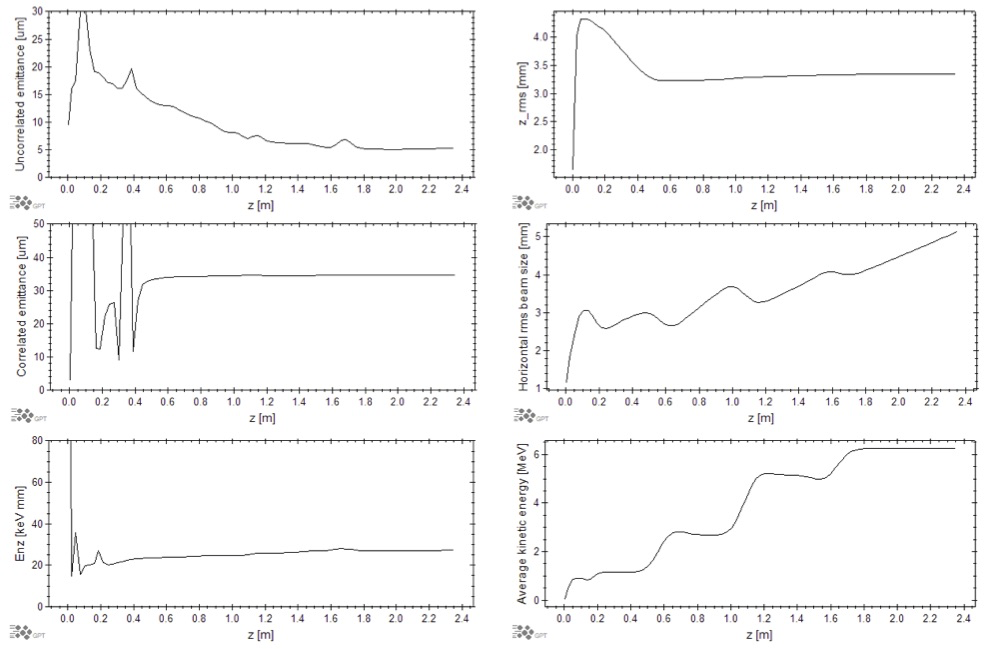 Uncorrelated emittance [um]
30
25
20
15
10
5
0
0.0 0.2 0.4 0.6 0.8 1.0 1.2 1.4 1.6 1.8 2.0 2.2 2.4
z [m]
GPT
z_rms [mm]
4.0
3.5
3.0
2.5
2.0
0.0 0.2 0.4 0.6 0.8 1.0 1.2 1.4 1.6 1.8 2.0 2.2 2.4
z [m]
GPT
Correlated emittance [um]
50
40
30
20
10
0
0.0 0.2 0.4 0.6 0.8 1.0 1.2 1.4 1.6 1.8 2.0 2.2 2.4
z [m]
GPT
Horizontal rms beam size [mm]
5
4
3
2
1
0.0 0.2 0.4 0.6 0.8 1.0 1.2 1.4 1.6 1.8 2.0 2.2 2.4
z [m]
GPT
Enz [keV mm]
80
60
40
20
0
0.0 0.2 0.4 0.6 0.8 1.0 1.2 1.4 1.6 1.8 2.0 2.2 2.4
z [m]
GPT
Average kinetic energy [MeV]
6
4
2
0
0.0 0.2 0.4 0.6 0.8 1.0 1.2 1.4 1.6 1.8 2.0 2.2 2.4
z [m]
GPT